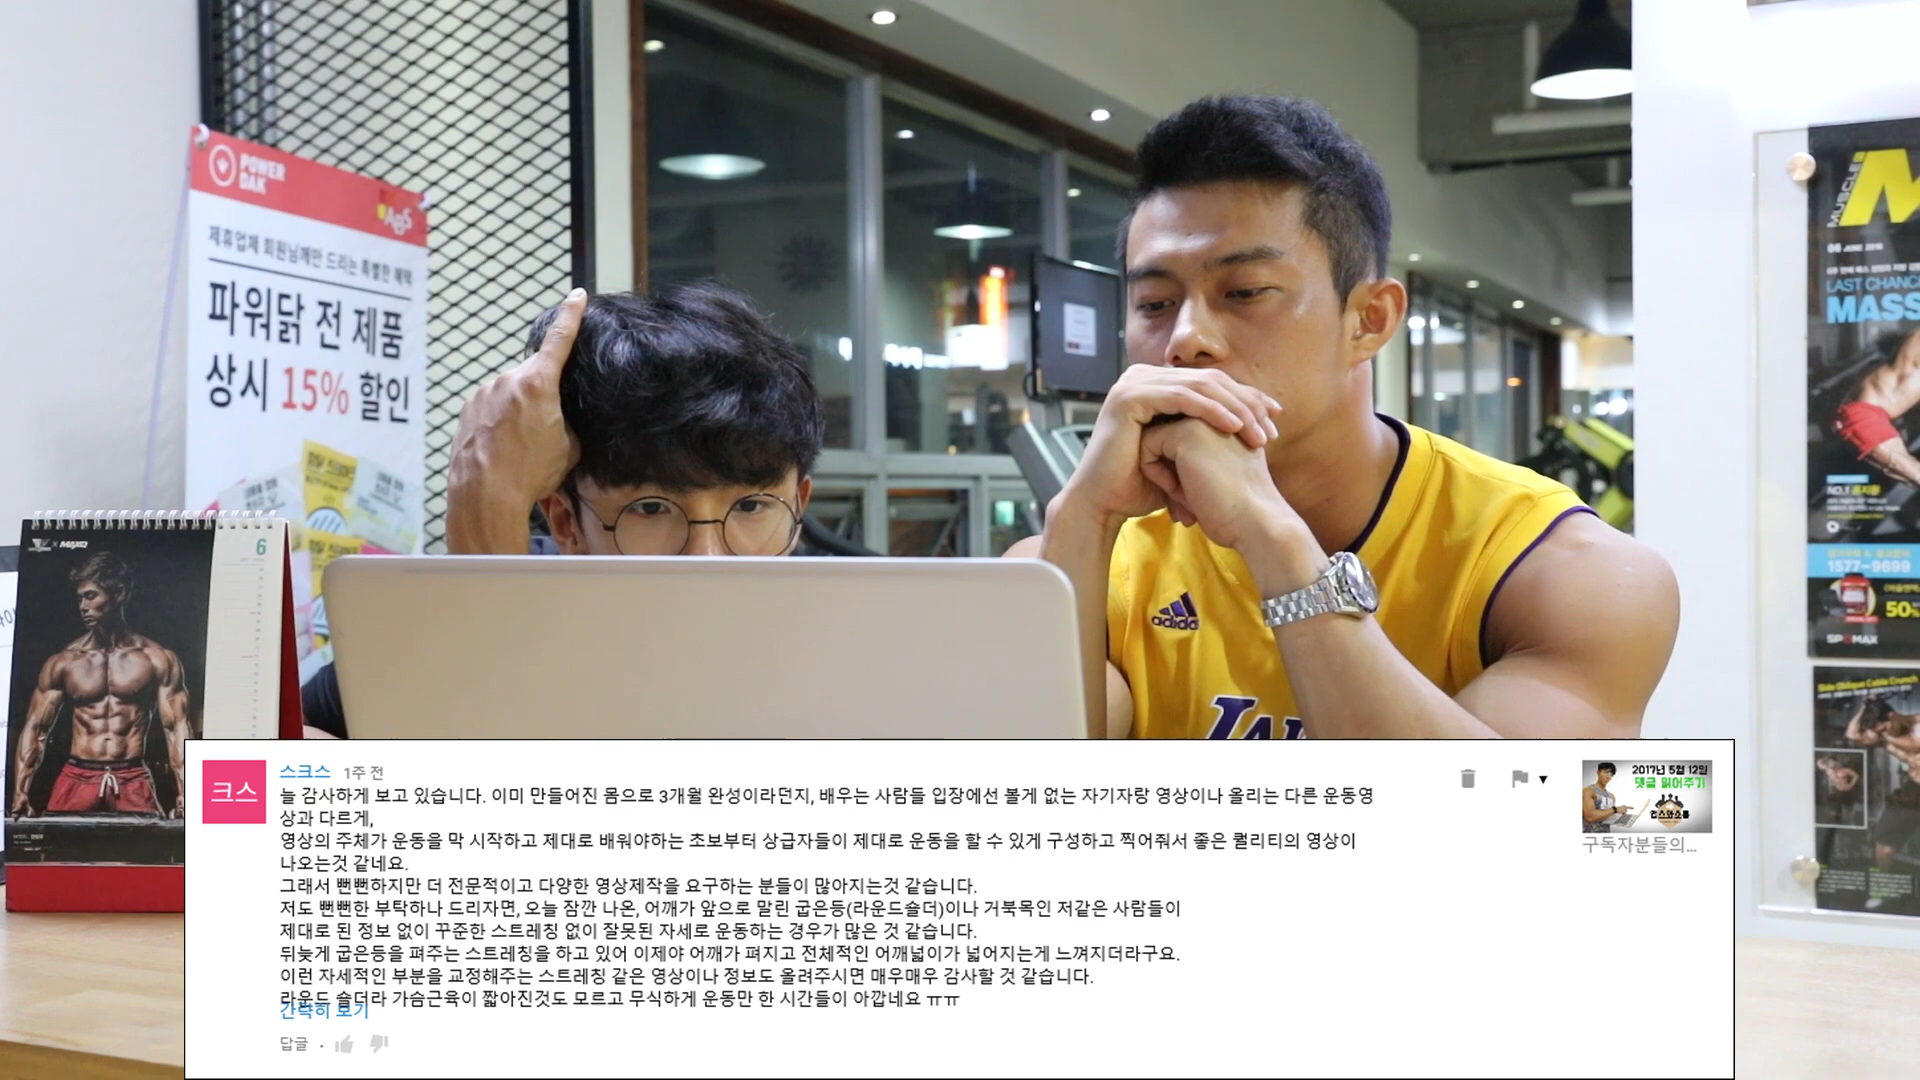 POWER
DAK
제휴업체 회원님께만 드리는 특별한 혜택
파워닭 전 제품
상시 15% 할인
6
adidas
MUSCLE
06 JUNE 2016
LAST CHANC
MASS
NO.1
1577-9699
50%
SPOMAX
Side Oblique Cable Crunch
크스
스크스 1주 전
늘 감사하게 보고 있습니다. 이미 만들어진 몸으로 3개월 완성이라던지, 배우는 사람들 입장에선 볼게 없는 자기자랑 영상이나 올리는 다른 운동영
상과 다르게,
영상의 주체가 운동을 막 시작하고 제대로 배워야하는 초보부터 상급자들이 제대로 운동을 할 수 있게 구성하고 찍어줘서 좋은 퀄리티의 영상이
나오는것 같네요.
그래서 뻔뻔하지만 더 전문적이고 다양한 영상제작을 요구하는 분들이 많아지는것 같습니다.
저도 뻔뻔한 부탁하나 드리자면, 오늘 잠깐 나온, 어깨가 앞으로 말린 굽은등(라운드숄더)이나 거북목인 저같은 사람들이
제대로 된 정보 없이 꾸준한 스트레칭 없이 잘못된 자세로 운동하는 경우가 많은 것 같습니다.
뒤늦게 굽은등을 펴주는 스트레칭을 하고 있어 이제야 어깨가 펴지고 전체적인 어깨넓이가 넓어지는게 느껴지더라구요.
이런 자세적인 부분을 교정해주는 스트레칭 같은 영상이나 정보도 올려주시면 매우매우 감사할 것 같습니다.
라운드 숄더라 가슴근육이 짧아진것도 모르고 무식하게 운동만 한 시간들이 아깝네요 ㅠㅠ
간략히 보기
답글
2017년 5월 12일
댓글 읽어주기
구독자분들의...